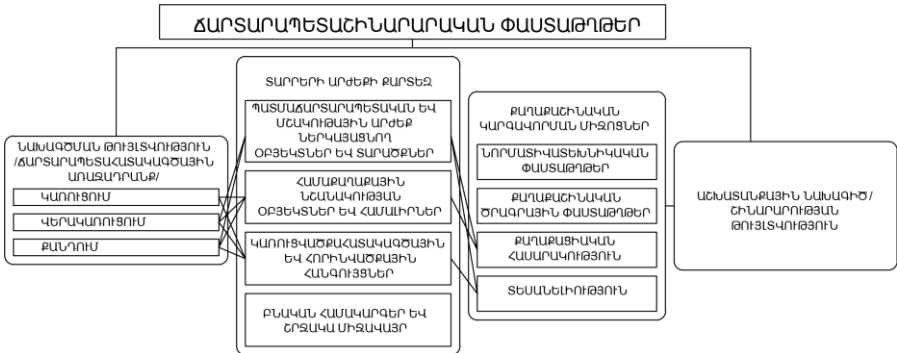 ՃԱՐՏԱՐԱՊԵՏԱՇԻՆԱՐԱՐԱԿԱՆ ՓԱՍՏԱԹՂԹԵՐ
ՆԱԽԱԳԾՄԱՆ ԹՈՒՅԼՏՎՈՒԹՅՈՒՆ
/ՃԱՐՏԱՐԱՊԵՏԱՀԱՏԱԿԱԳԾԱՅԻՆ
ԱՌԱՋԱԴՐԱՆՔ/
ԿԱՌՈՒՑՈՒՄ
ՎԵՐԱԿԱՌՈՒՑՈՒՄ
ՔԱՆԴՈՒՄ
ՏԱՐՐԵՐԻ ԱՐԺԵՔԻ ՔԱՐՏԵԶ
ՊԱՏՄԱՃԱՐՏԱՐԱՊԵՏԱԿԱՆ ԵՎ
ՄՇԱԿՈՒԹԱՅԻՆ ԱՐԺԵՔ
ՆԵՐԿԱՅԱՑՆՈՂ
ՕԲՅԵԿՏՆԵՐ ԵՎ ՏԱՐԱԾՔՆԵՐ
ՀԱՄԱՔԱՂԱՔԱՅԻՆ
ՆՇԱՆԱԿՈՒԹՅԱՆ
ՕԲՅԵԿՏՆԵՐ ԵՎ ՀԱՄԱԼԻՐՆԵՐ
ԿԱՌՈՒՑՎԱԾՔԱՀԱՏԱԿԱԳԾԱՅԻՆ
ԵՎ ՀՈՐԻՆՎԱԾՔԱՅԻՆ
ՀԱՆԳՈՒՅՑՆԵՐ
ԲՆԱԿԱՆ ՀԱՄԱԿԱՐԳԵՐ ԵՎ
ՇՐՋԱԿԱ ՄԻՋԱՎԱՅՐ
ՔԱՂԱՔԱՇԻՆԱԿԱՆ
ԿԱՐԳԱՎՈՐՄԱՆ ՄԻՋՈՑՆԵՐ
ՆՈՐՄԱՏԻՎԱՏԵԽՆԻԿԱԿԱՆ
ՓԱՍՏԱԹՂԹԵՐ
ՔԱՂԱՔԱՇԻՆԱԿԱՆ
ԾՐԱԳՐԱՅԻՆ ՓԱՍՏԱԹՂԹԵՐ
ՔԱՂԱՔԱՑԻԱԿԱՆ
ՀԱՍԱՐԱԿՈՒԹՅՈՒՆ
ՏԵՍԱՆԵԼԻՈՒԹՅՈՒՆ
ԱՇԽԱՏԱՆՔԱՅԻՆ ՆԱԽԱԳԻԾ /
ՇԻՆԱՐԱՐՈՒԹՅԱՆ
ԹՈՒՅԼՏՎՈՒԹՅՈՒՆ